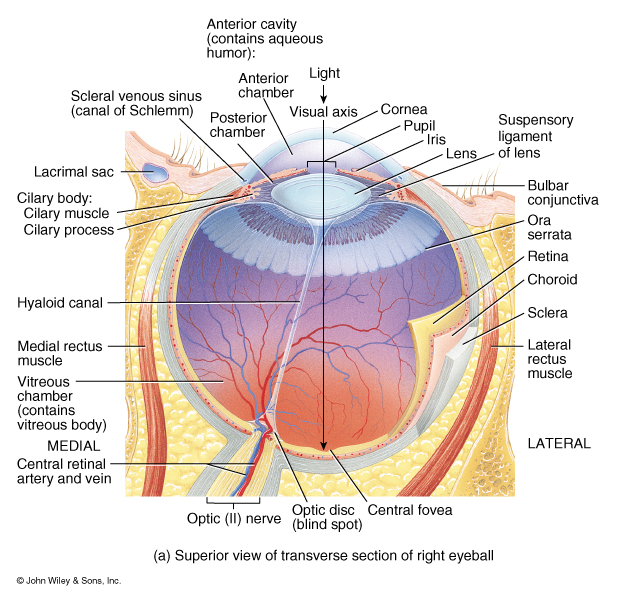 Anterior cavity
(contains aqueous
humor):
Light
Anterior
chamber
Visual axis
Scleral venous sinus
(canal of Schlemm)
Posterior
chamber
Cornea
Pupil
Iris
Lens
Suspensory
ligament
of lens
Lacrimal sac
Cilary body:
Cilary muscle
Cilary process
Bulbar
conjunctiva
Ora
serrata
Retina
Choroid
Hyaloid canal
Sclera
Medial rectus
muscle
Lateral
rectus
muscle
Vitreous
chamber
(contains
vitreous body)
MEDIAL
LATERAL
Central retinal
artery and vein
Optic (II) nerve
Optic disc
(blind spot)
Central fovea
(a) Superior view of transverse section of right eyeball
© John Wiley & Sons, Inc.